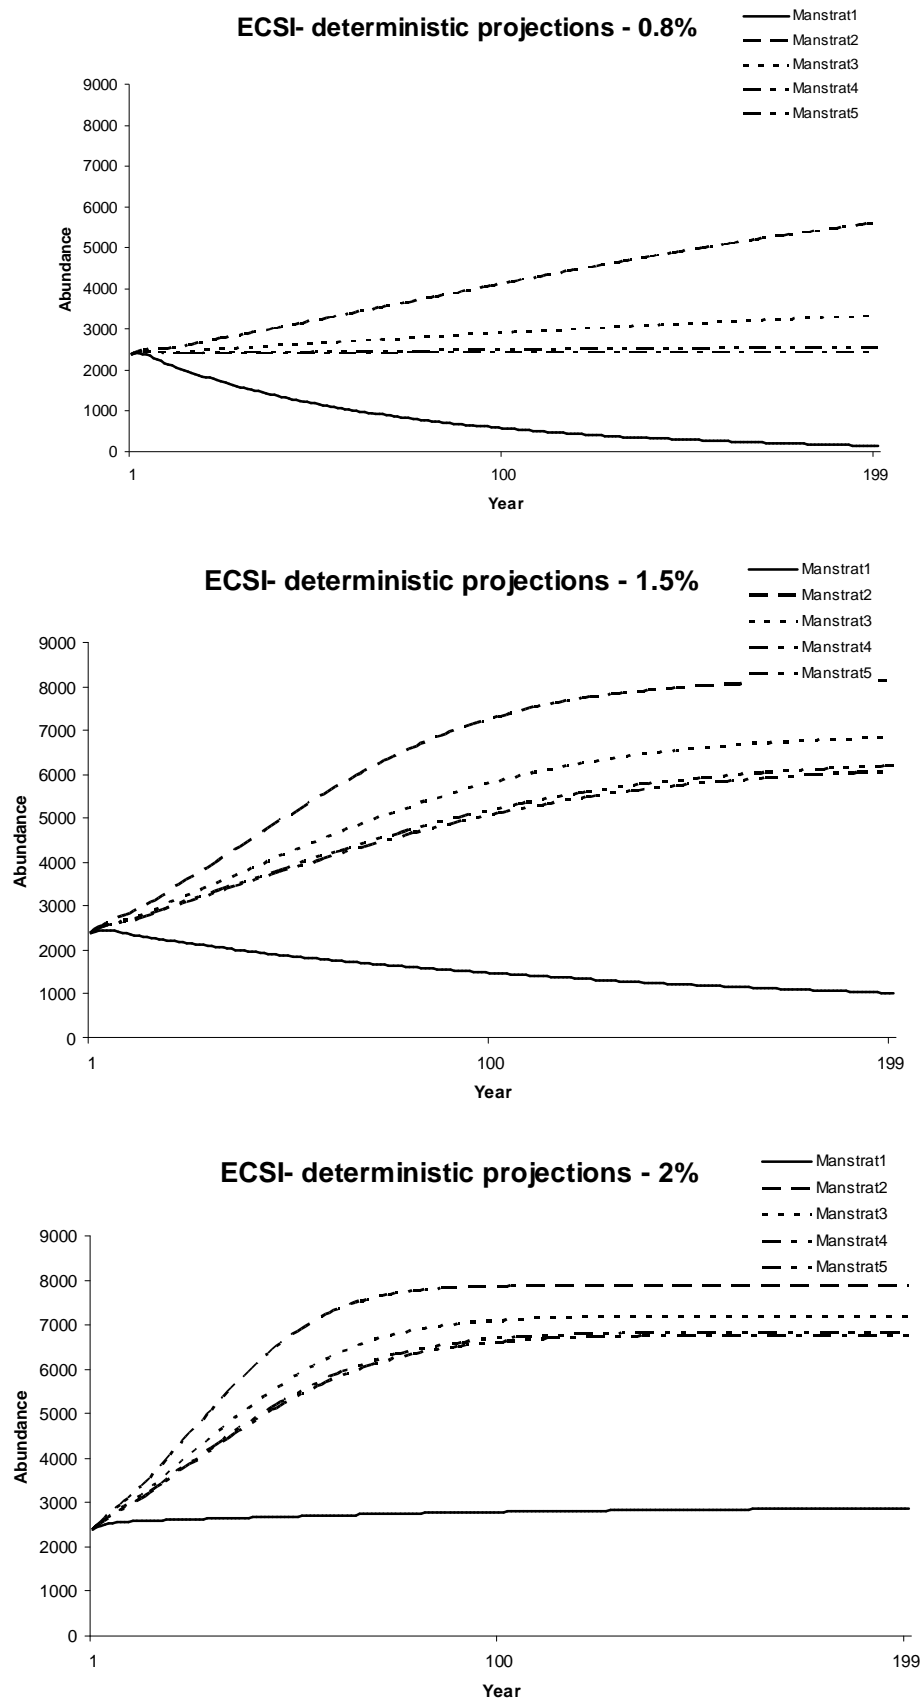 ECSI- deterministic projections - 0.8%
Manstrat1
Manstrat2
Manstrat3
Manstrat4
Manstrat5
9000
8000
7000
6000
5000
4000
3000
2000
1000
0
Abundance
1
100
199
Year
ECSI- deterministic projections - 1.5%
Manstrat1
Manstrat2
Manstrat3
Manstrat4
Manstrat5
9000
8000
7000
6000
5000
4000
3000
2000
1000
0
Abundance
1
100
199
Year
ECSI- deterministic projections - 2%
Manstrat1
Manstrat2
Manstrat3
Manstrat4
Manstrat5
9000
8000
7000
6000
5000
4000
3000
2000
1000
0
Abundance
1
100
199
Year